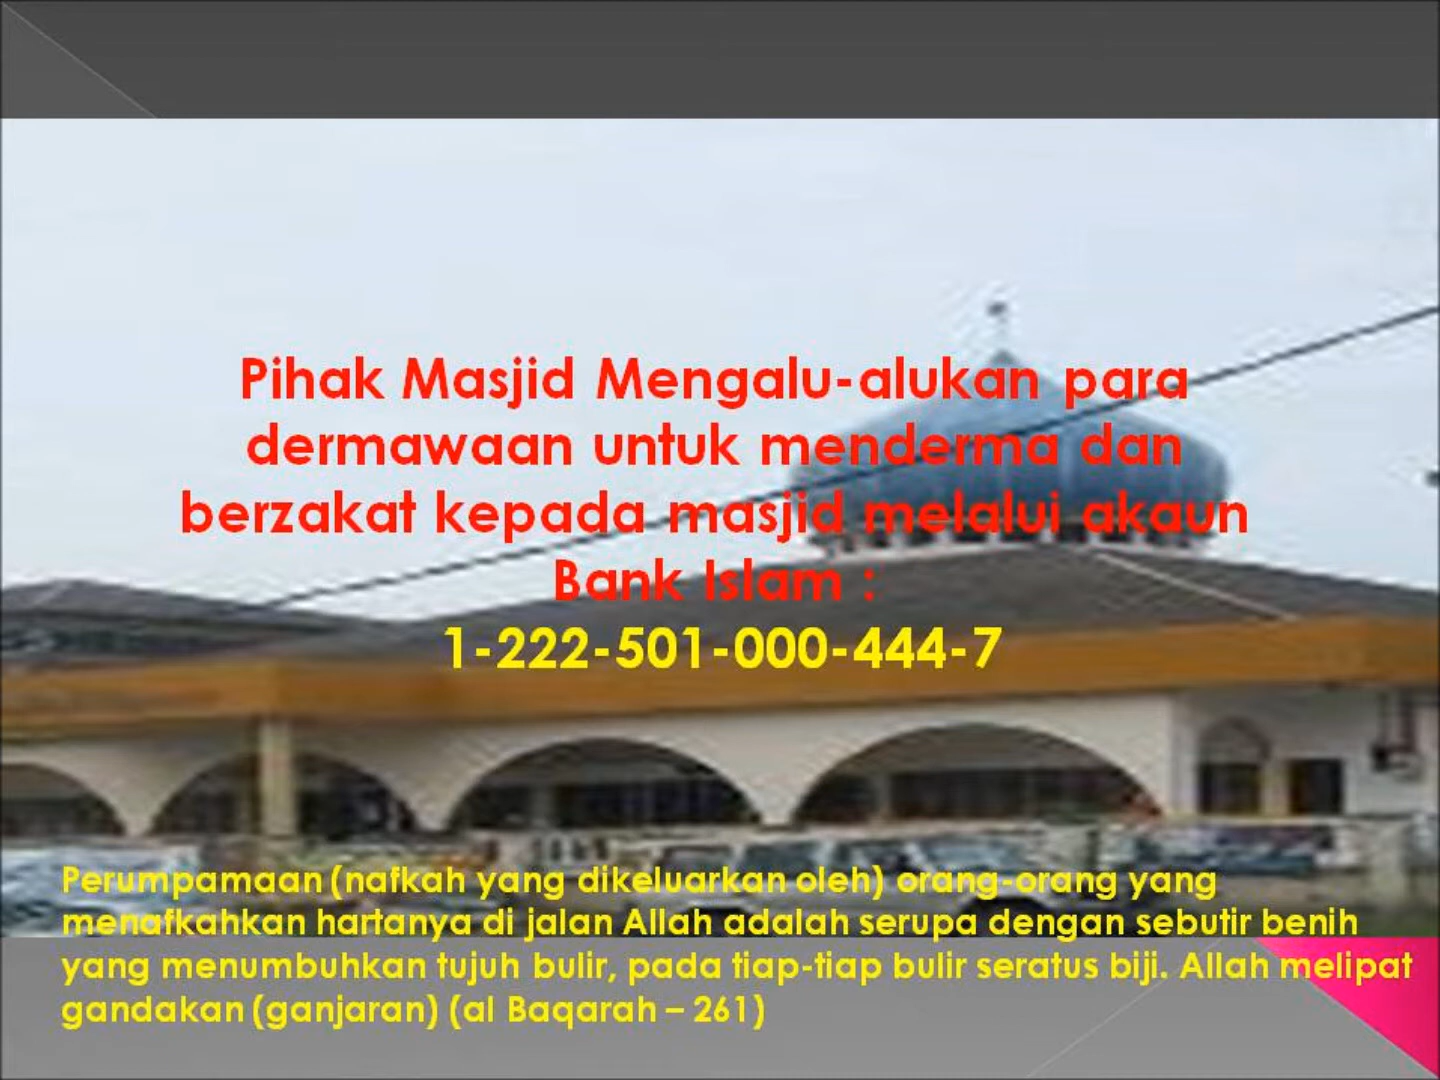 Pihak Masjid Mengalu-alukan para
dermawaan untuk menderma dan
berzakat kepada masjid melalui akaun
Bank Islam :
1-222-501-000-444-7
Perumpamaan (nafkah yang dikeluarkan oleh) orang-orang yang
menafkahkan hartanya di jalan Allah adalah serupa dengan sebutir benih
yang menumbuhkan tujuh bulir, pada tiap-tiap bulir seratus biji. Allah melipat
gandakan (ganjaran) (al Baqarah – 261)